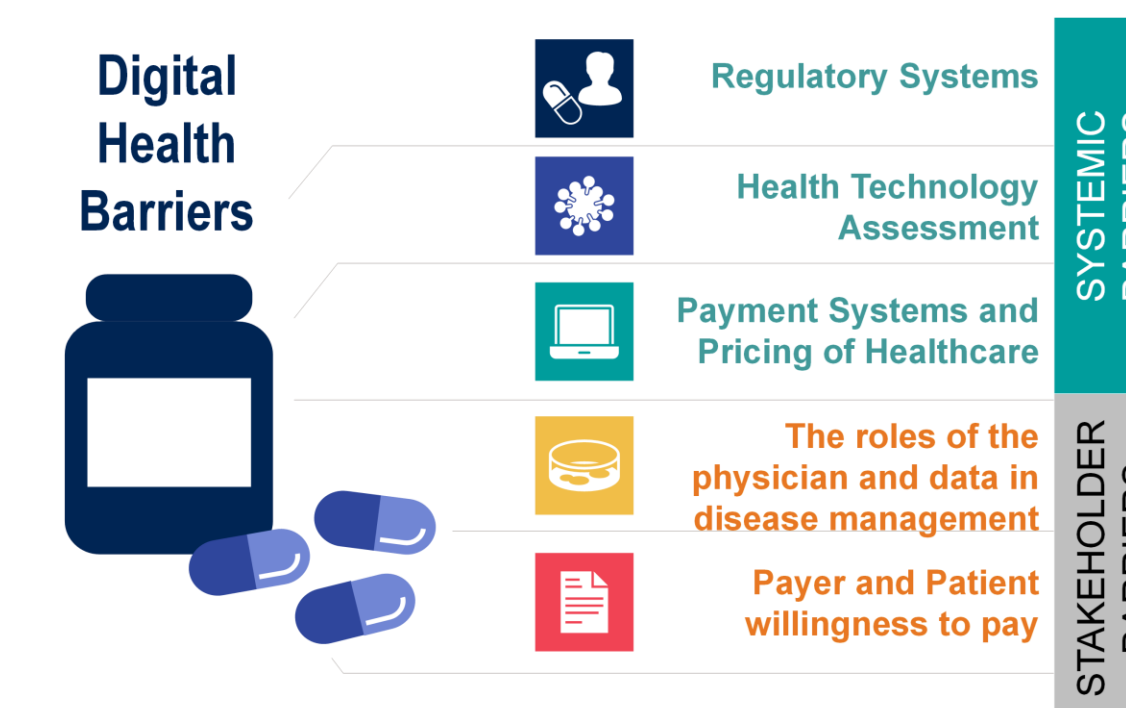 Digital
Health
Barriers
Regulatory Systems
Health Technology
Assessment
Payment Systems and
Pricing of Healthcare
The roles of the
physician and data in
disease management
Payer and Patient
willingness to pay
SYSTEMIC
STAKEHOLDER